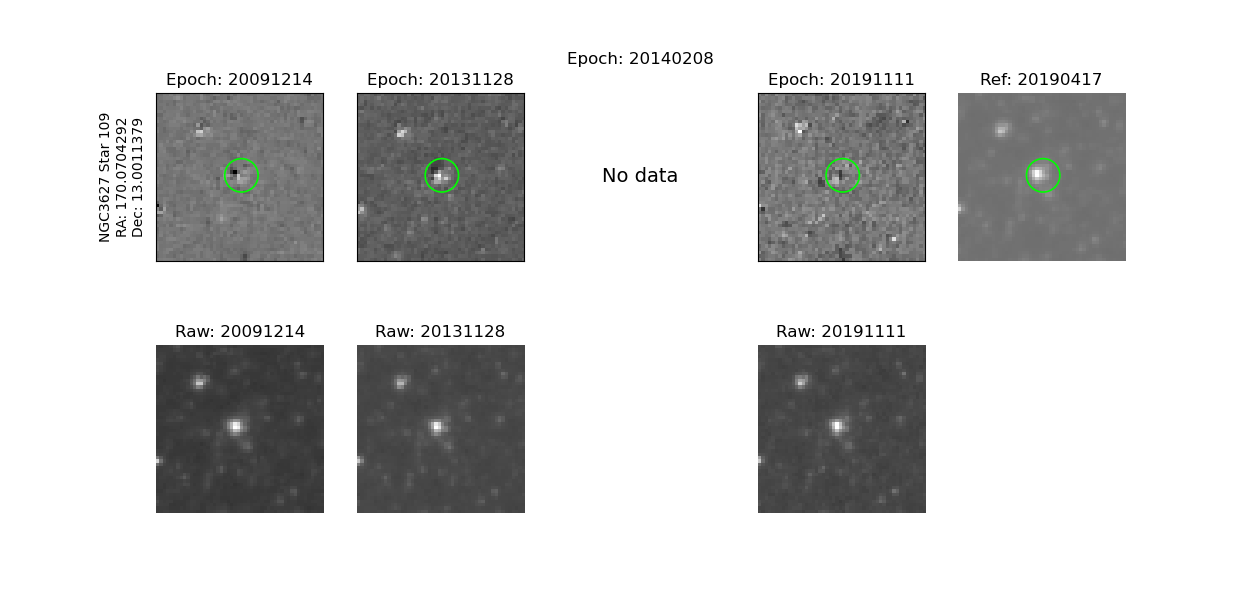 Epoch: 20140208
Epoch: 20091214
Epoch: 20131128
Epoch: 20191111
Ref: 20190417
NGC3627 Star 109
RA: 170.0704292
Dec: 13.0011379
No data
Raw: 20091214
Raw: 20131128
Raw: 20191111